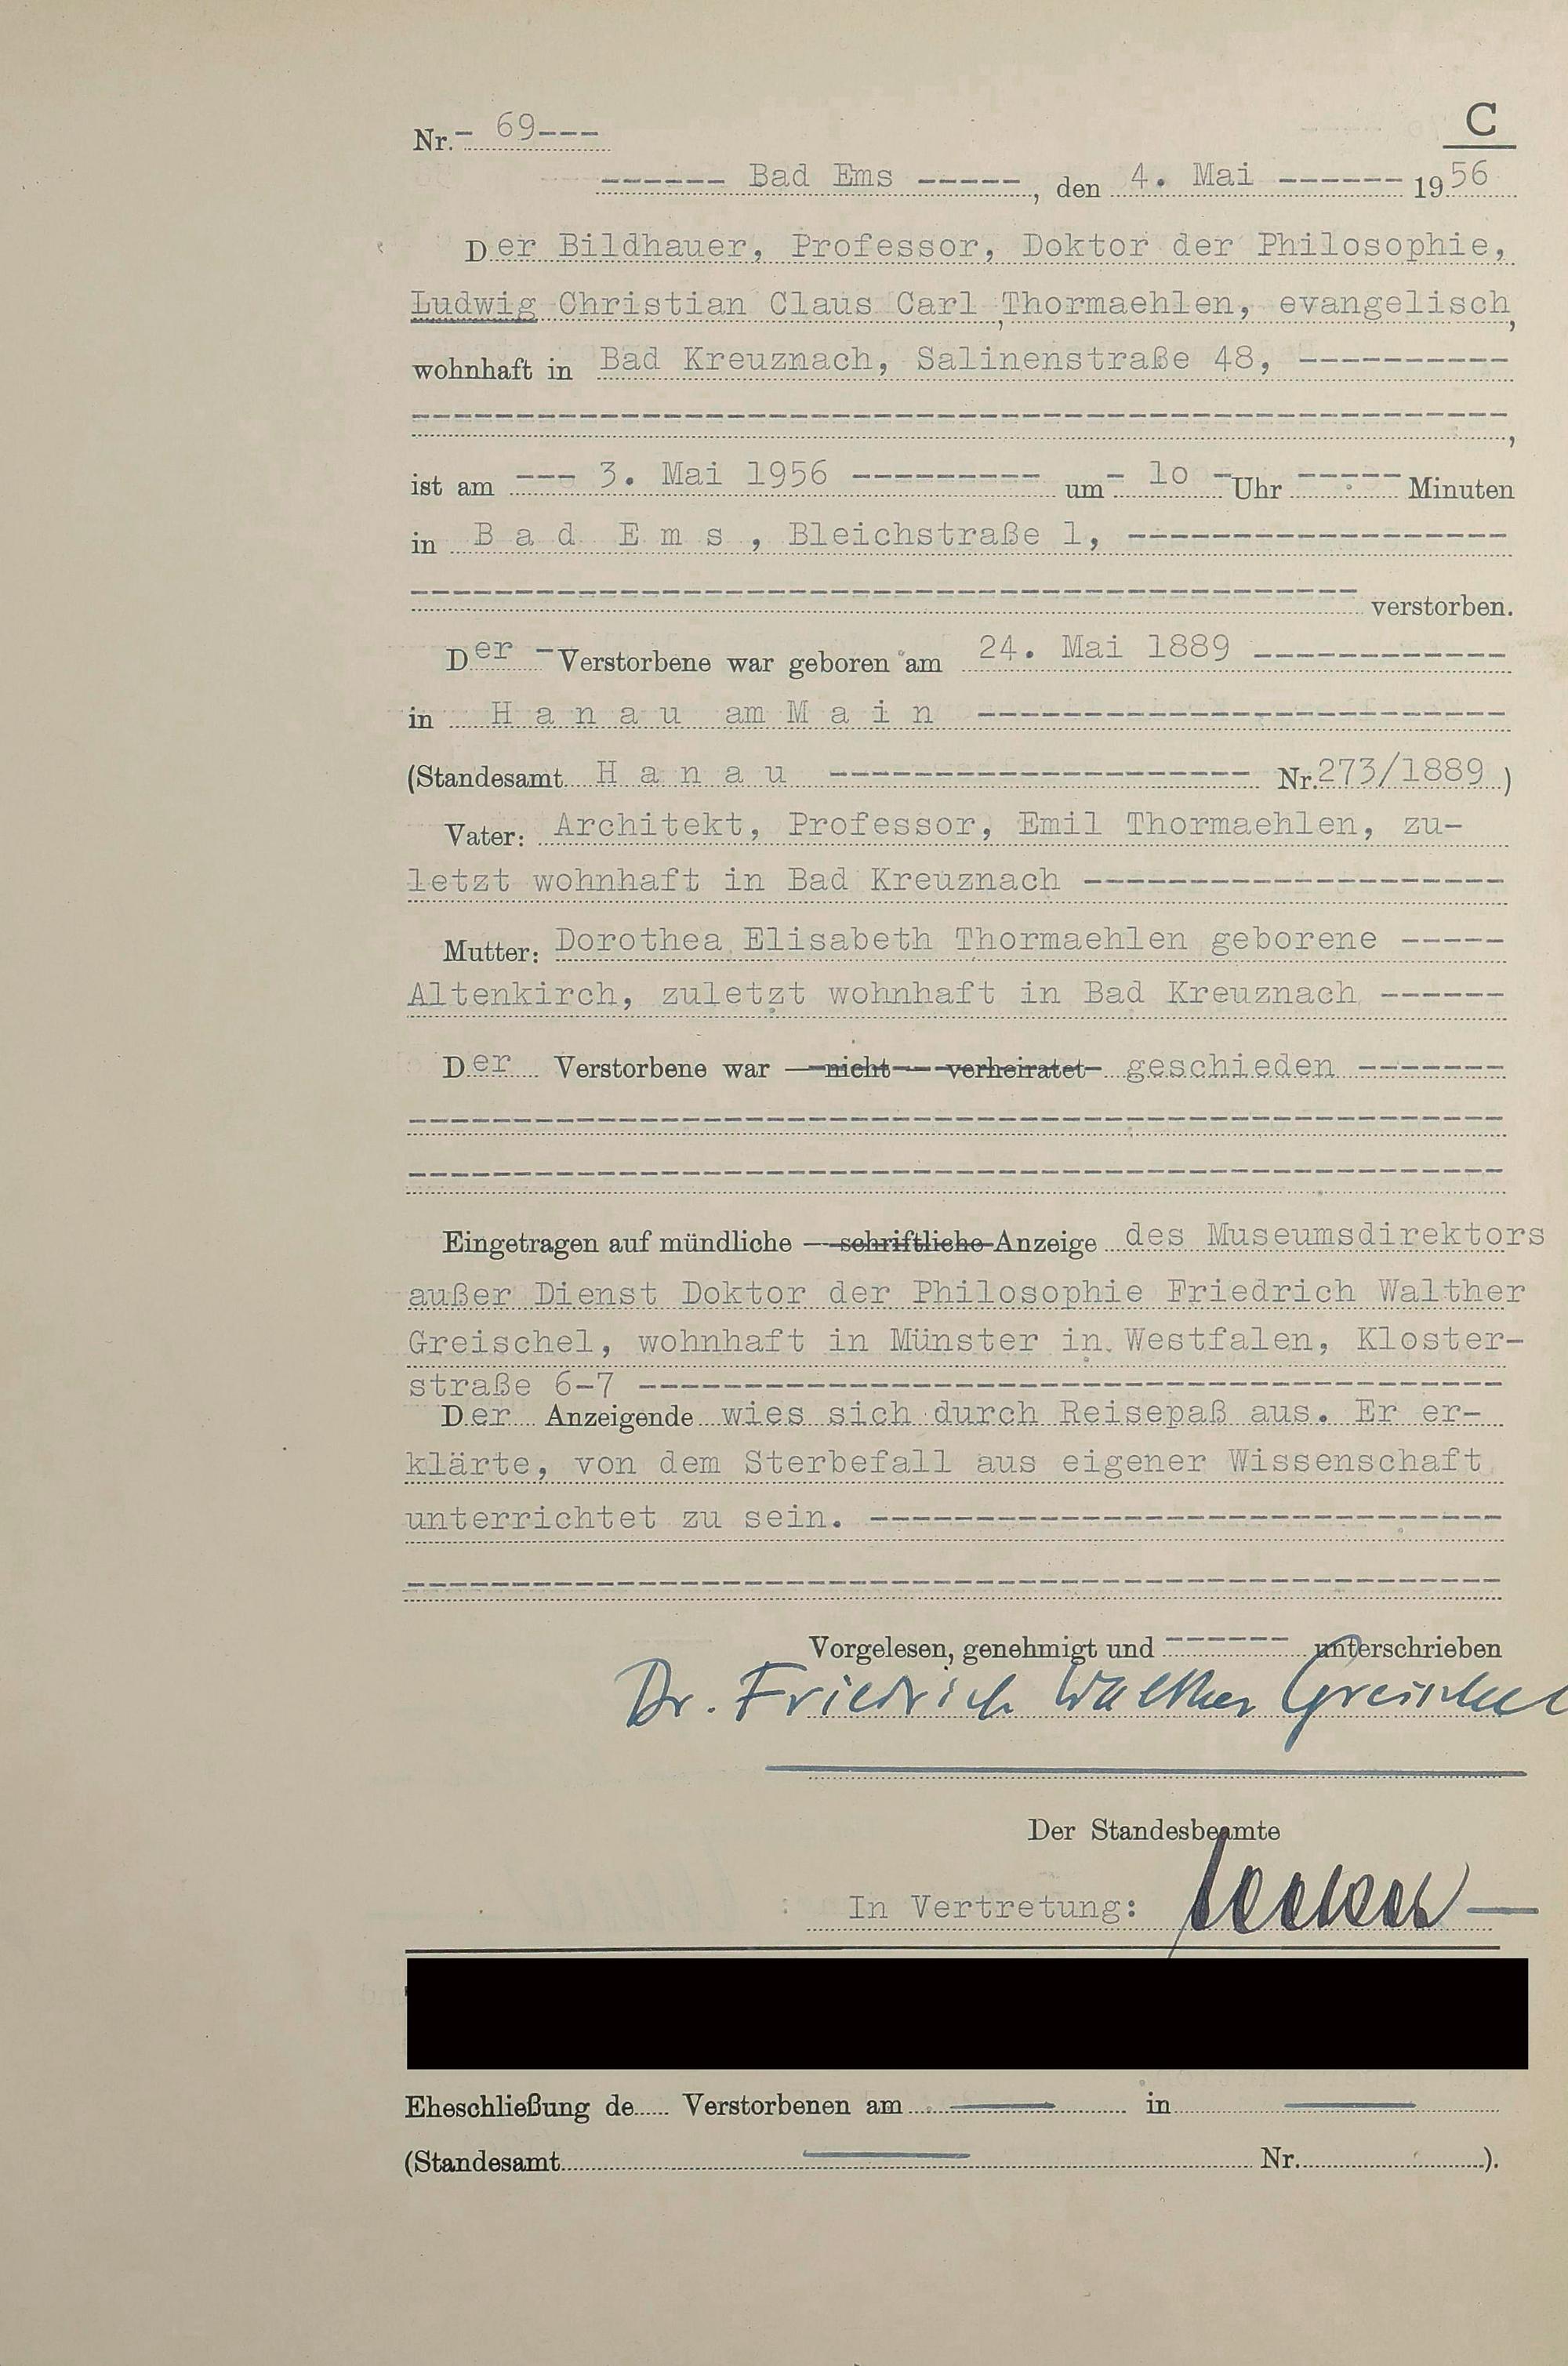 C
Nr.- 69---
------ Bad Ems -----, den 4. Mai ------ 1956
Der Bildhauer, Professor, Doktor der Philosophie,
Ludwig Christian Claus Carl Thormaehlen, evangelisch,
wohnhaft in Bad Kreuznach, Salinenstraße 48, ----------
,
ist am --- 3. Mai 1956 --------- um - lo - Uhr ----- Minuten
in B a d E m s , Bleichstraße 1, ------------------
verstorben.
Der - Verstorbene war geboren am 24. Mai 1889 ------------
in H a n a u am M a i n -------------------------
(Standesamt H a n a u -------------------- Nr. 273/1889 )
Vater: Architekt, Professor, Emil Thormaehlen, zu-
letzt wohnhaft in Bad Kreuznach --------------------
Mutter: Dorothea Elisabeth Thormaehlen geborene -----
Altenkirch, zuletzt wohnhaft in Bad Kreuznach ------
Der Verstorbene war — nicht — verheiratet geschieden -------
Eingetragen auf mündliche — schriftliche Anzeige des Museumsdirektors
außer Dienst Doktor der Philosophie Friedrich Walther
Greischel, wohnhaft in Münster in Westfalen, Kloster-
straße 6-7 -----------------------------------------
Der Anzeigende wies sich durch Reisepaß aus. Er er-
klärte, von dem Sterbefall aus eigener Wissenschaft
unterrichtet zu sein. ------------------------------
Vorgelesen, genehmigt und ------ unterschrieben
Dr. Friedrich Walther Greischel
Der Standesbeamte
In Vertretung:
Eheschließung de..... Verstorbenen am — in —
(Standesamt — Nr. ).